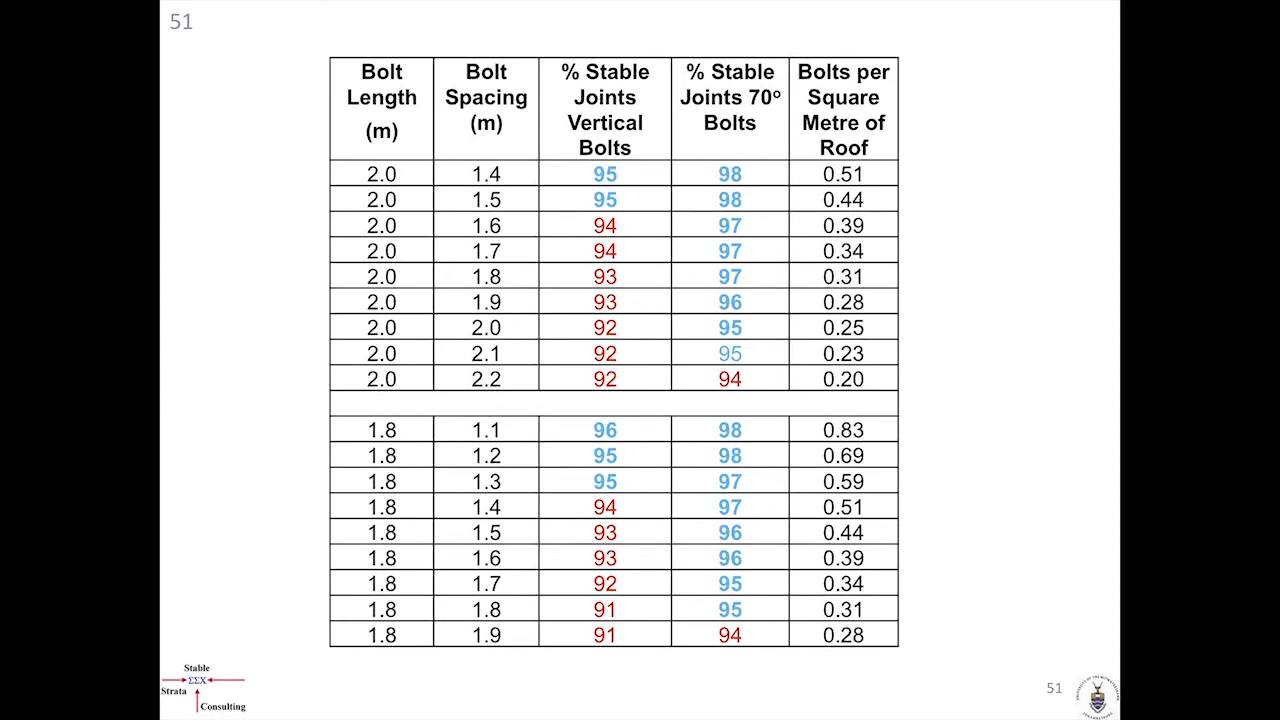 51
Bolt Length (m) Bolt Spacing (m) % Stable Joints Vertical Bolts % Stable Joints 70º Bolts Bolts per Square Metre of Roof
2.0 1.4 95 98 0.51
2.0 1.5 95 98 0.44
2.0 1.6 94 97 0.39
2.0 1.7 94 97 0.34
2.0 1.8 93 97 0.31
2.0 1.9 93 96 0.28
2.0 2.0 92 95 0.25
2.0 2.1 92 95 0.23
2.0 2.2 92 94 0.20
1.8 1.1 96 98 0.83
1.8 1.2 95 98 0.69
1.8 1.3 95 97 0.59
1.8 1.4 94 97 0.51
1.8 1.5 93 96 0.44
1.8 1.6 93 96 0.39
1.8 1.7 92 95 0.34
1.8 1.8 91 95 0.31
1.8 1.9 91 94 0.28
Stable
ΣΣX
Strata
Consulting
51
UNIVERSITY OF THE WITWATERSRAND
JOHANNESBURG